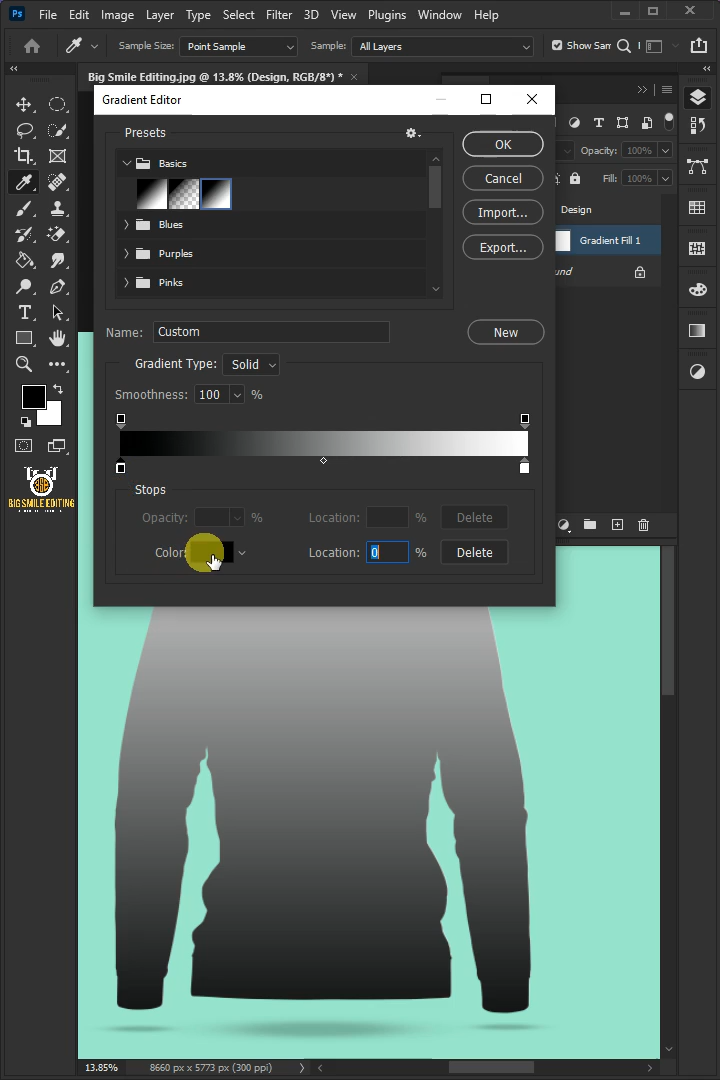 Ps File Edit Image Layer Type Select Filter 3D View Plugins Window Help
Sample Size: Point Sample Sample: All Layers Show Sam
Big Smile Editing.jpg @ 13.8% (Design, RGB/8*) *
Gradient Editor
Presets
Basics
Blues
Purples
Pinks
OK
Cancel
Import...
Export...
Opacity: 100%
Fill: 100%
Design
Gradient Fill 1
Name: Custom
New
Gradient Type: Solid
Smoothness: 100 %
Stops
Opacity: % Location: % Delete
Color: Location: 0 % Delete
BIG SMILE EDITING
13.85% 8660 px x 5773 px (300 ppi)